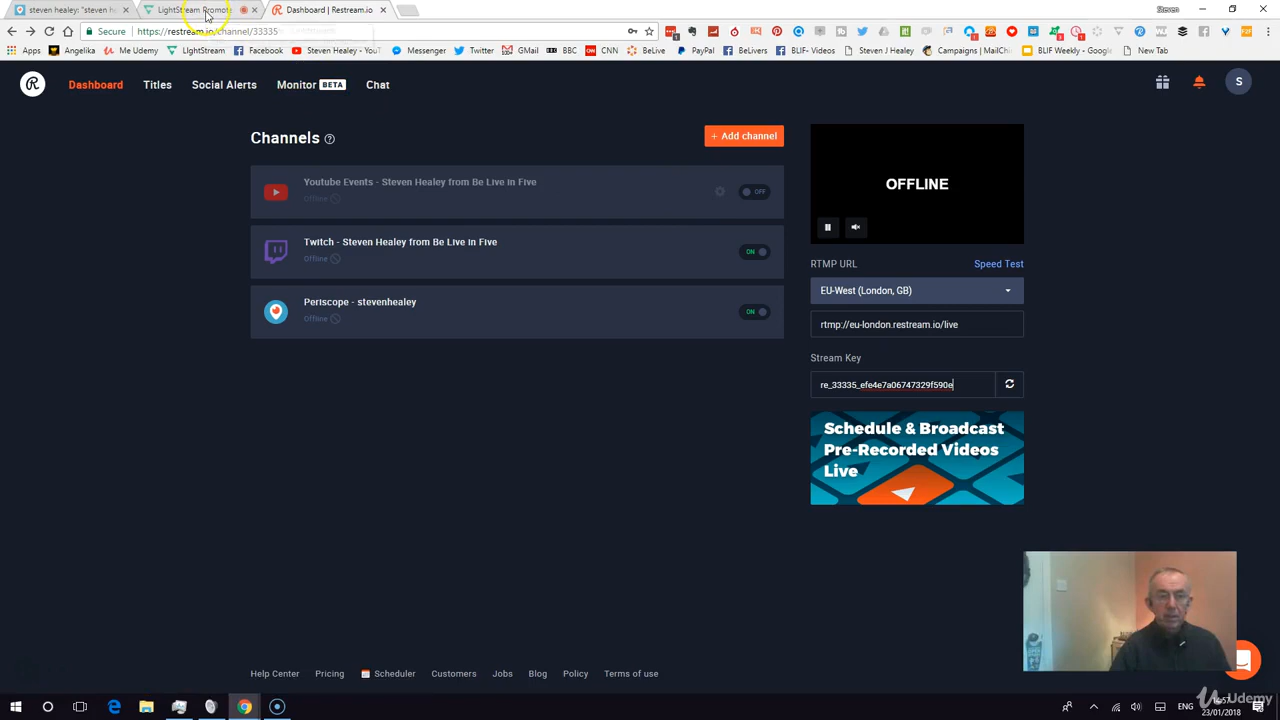 steven healey: "steven he
LightStream Promote
Dashboard | Restream.io
Steven
Secure
https://restream.io/channel/33335
Apps
Angelika
Me Udemy
LIghtstream
Facebook
Steven Healey - YouT
Messenger
Twitter
GMail
BBC
CNN
BeLive
PayPal
BeLivers
BLIF- Videos
Steven J Healey
Campaigns | MailChi
BLIF Weekly - Google
New Tab
Dashboard
Titles
Social Alerts
Monitor BETA
Chat
S
Channels
+ Add channel
Youtube Events - Steven Healey from Be Live in Five
Offline
OFF
Twitch - Steven Healey from Be Live in Five
Offline
ON
Periscope - stevenhealey
Offline
ON
OFFLINE
RTMP URL
Speed Test
EU-West (London, GB)
rtmp://eu-london.restream.io/live
Stream Key
re_33335_efe4e7a06747329f590e
Schedule & Broadcast
Pre-Recorded Videos
Live
Help Center
Pricing
Scheduler
Customers
Jobs
Blog
Policy
Terms of use
ENG
23/01/2018
Udemy